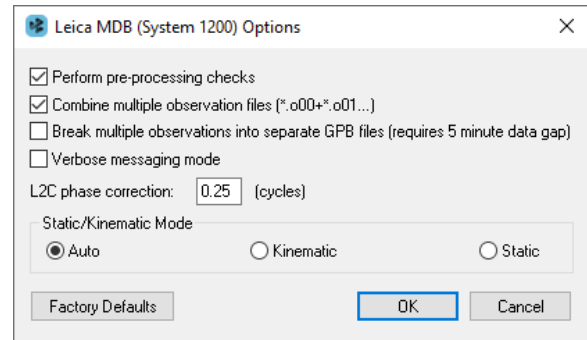 Leica MDB (System 1200) Options
Perform pre-processing checks
Combine multiple observation files (*.o00+*.o01...)
Break multiple observations into separate GPB files (requires 5 minute data gap)
Verbose messaging mode
L2C phase correction: 0.25 (cycles)
Static/Kinematic Mode
Auto Kinematic Static
Factory Defaults OK Cancel